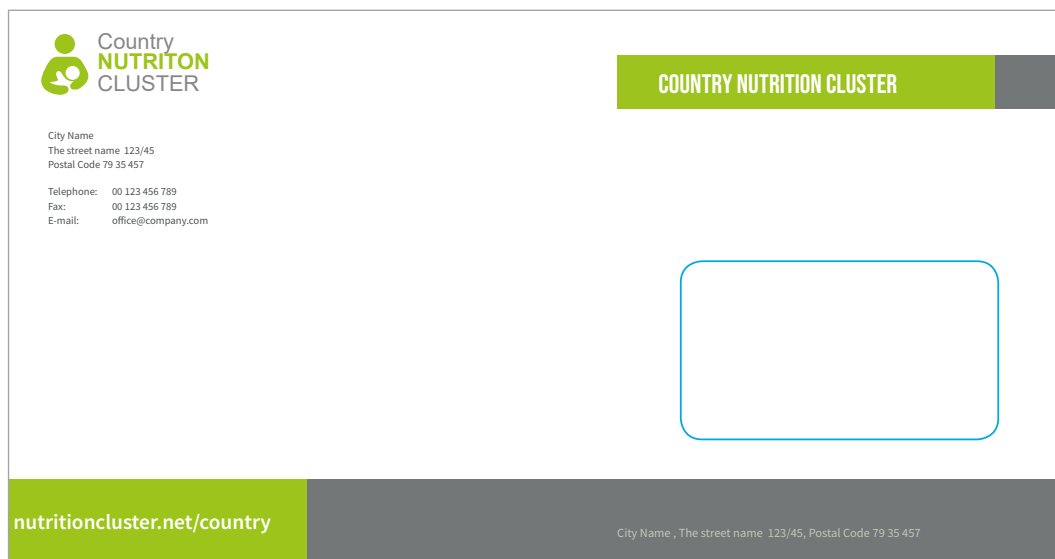 Country
NUTRITON
CLUSTER
COUNTRY NUTRITION CLUSTER
City Name
The street name 123/45
Postal Code 79 35 457
Telephone: 00 123 456 789
Fax: 00 123 456 789
E-mail: office@company.com
nutritioncluster.net/country
City Name , The street name 123/45, Postal Code 79 35 457